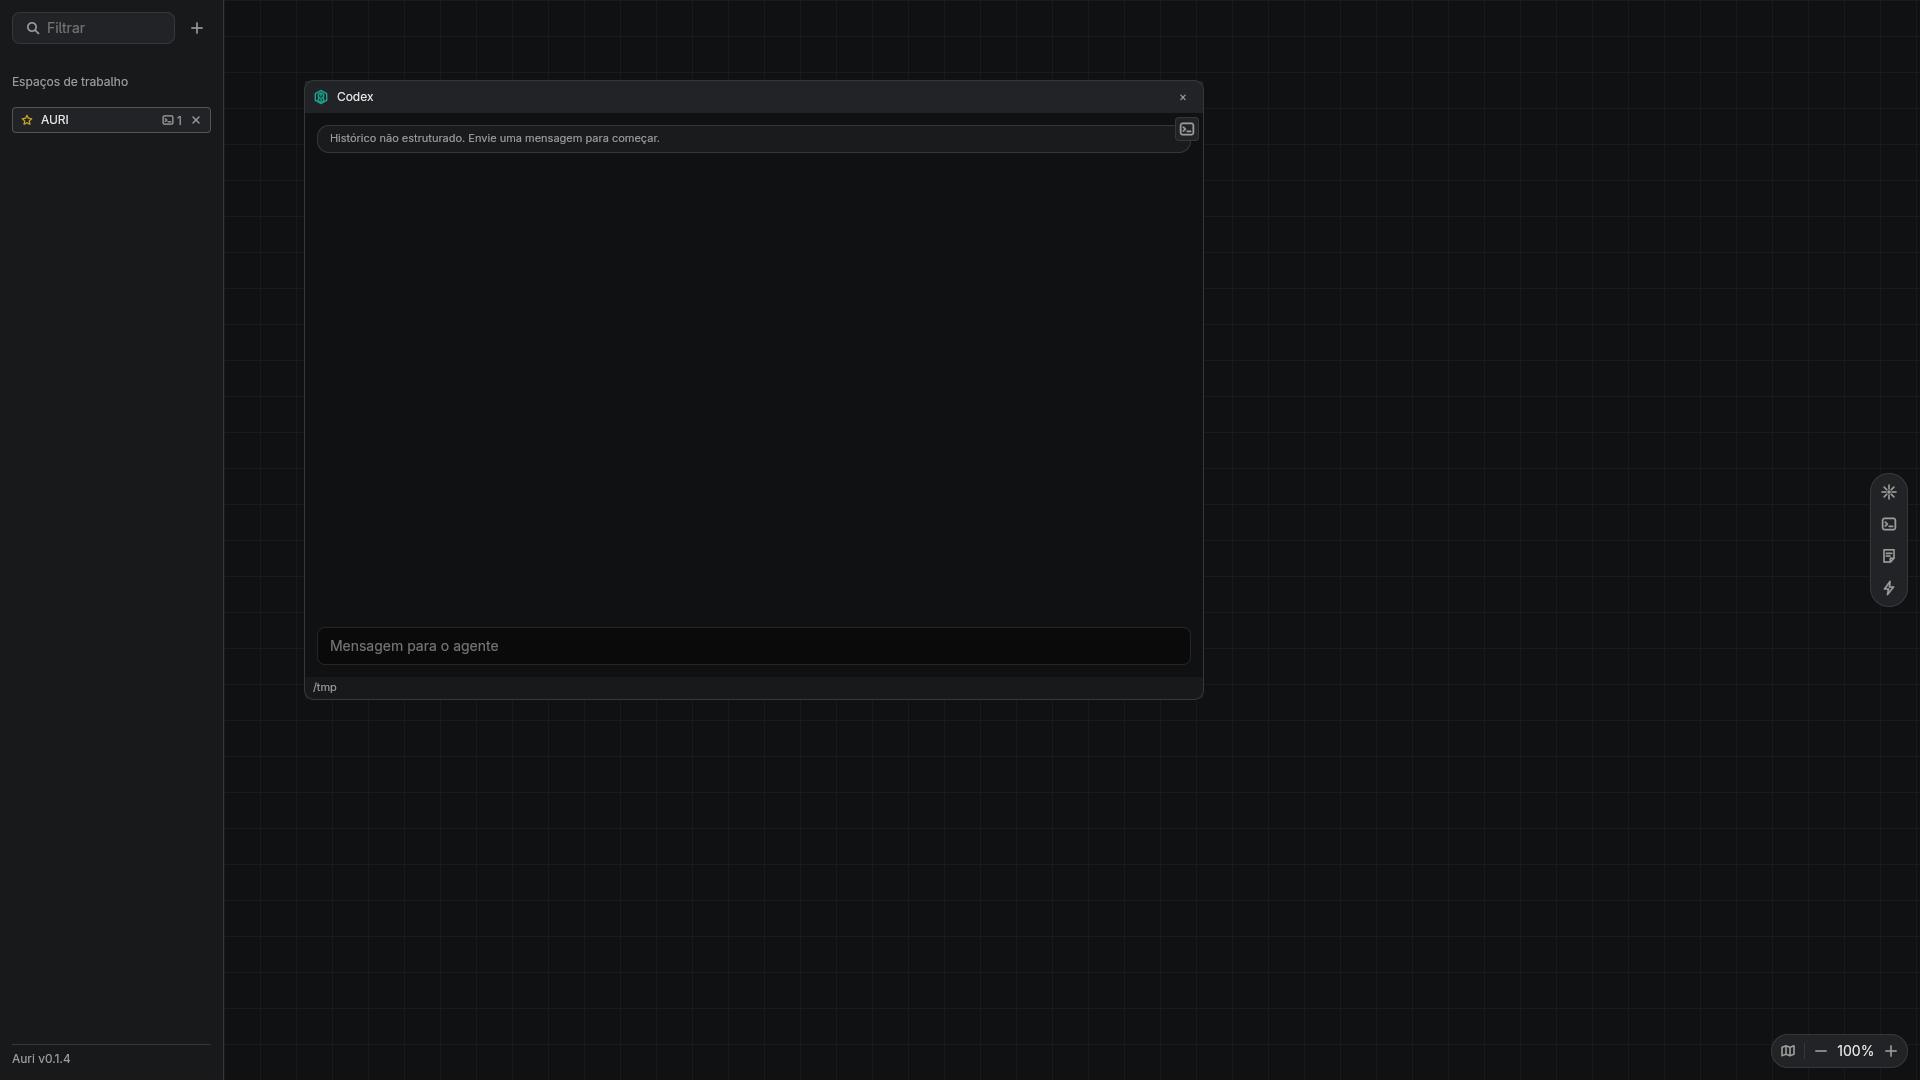 Filtrar
Espaços de trabalho
AURI 1
Codex
Histórico não estruturado. Envie uma mensagem para começar.
Mensagem para o agente
/tmp
Auri v0.1.4
100%